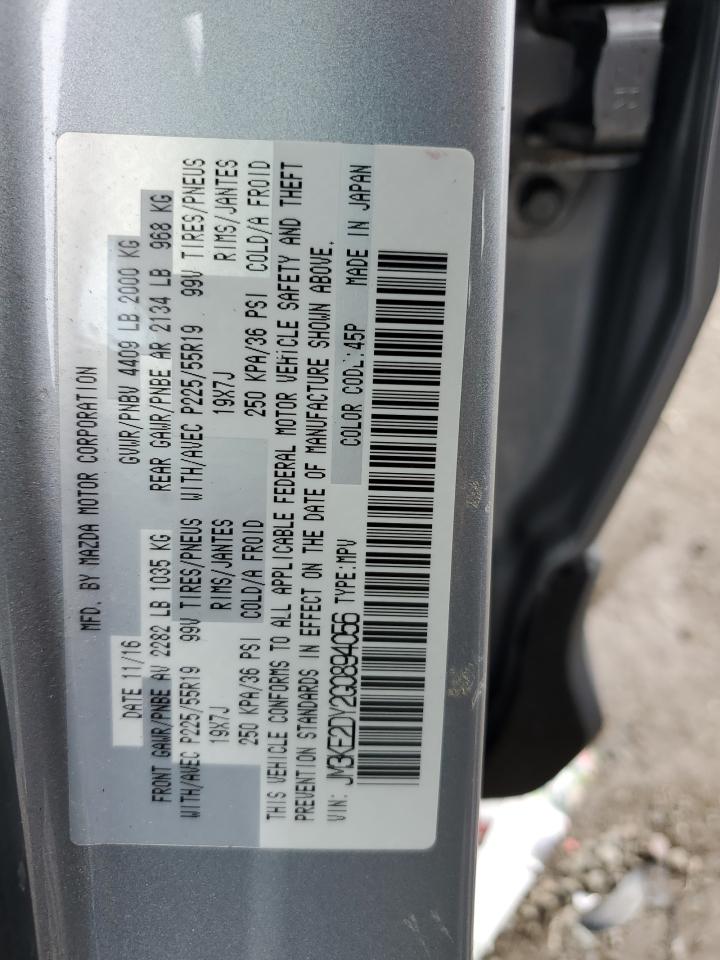 MFD. BY MAZDA MOTOR CORPORATION
DATE 11/16 GVWR/PNBV 4409 LB 2000 KG
FRONT GAWR/PNBE AV 2282 LB 1035 KG REAR GAWR/PNBE AR 2134 LB 968 KG
WITH/AVEC P225/55R19 99V TIRES/PNEUS WITH/AVEC P225/55R19 99V TIRES/PNEUS
19X7J RIMS/JANTES 19X7J RIMS/JANTES
250 KPA/36 PSI COLD/A FROID 250 KPA/36 PSI COLD/A FROID
THIS VEHICLE CONFORMS TO ALL APPLICABLE FEDERAL MOTOR VEHICLE SAFETY AND THEFT
PREVENTION STANDARDS IN EFFECT ON THE DATE OF MANUFACTURE SHOWN ABOVE.
VIN: JM3KE2DY2G0894056 TYPE:MPV COLOR CODE:45P MADE IN JAPAN